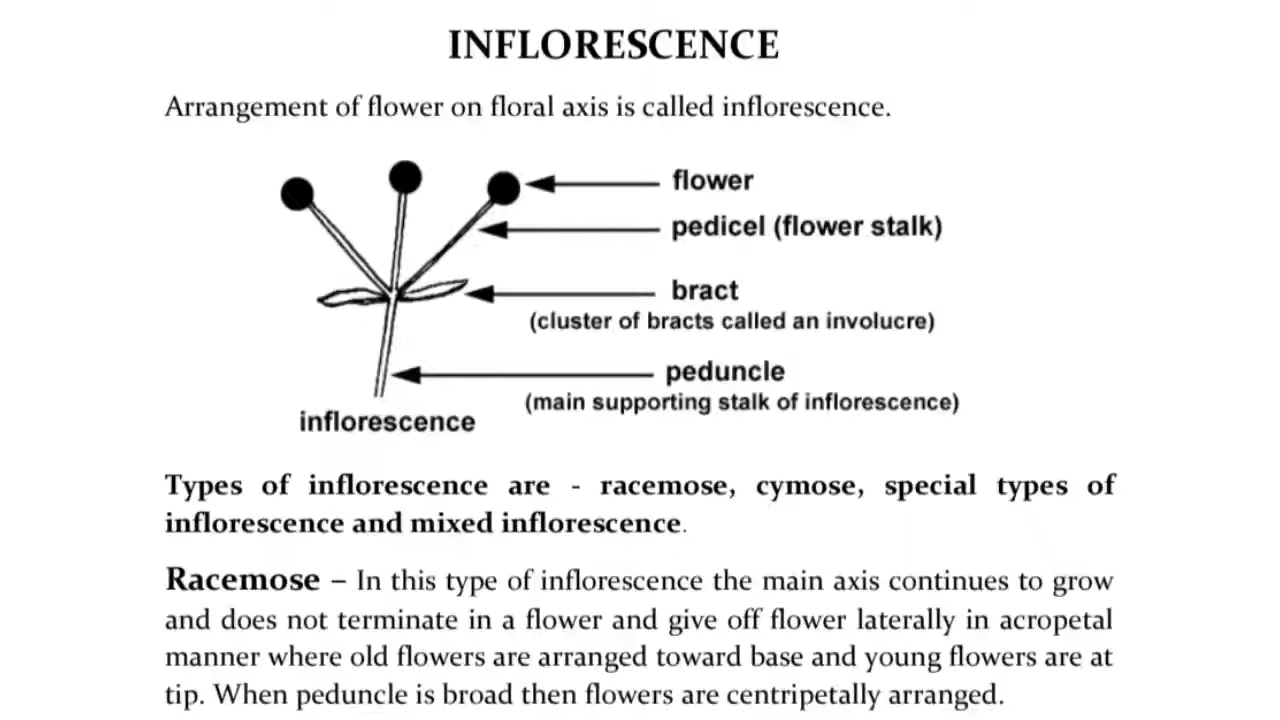 INFLORESCENCE
Arrangement of flower on floral axis is called inflorescence.
flower
pedicel (flower stalk)
bract
(cluster of bracts called an involucre)
peduncle
(main supporting stalk of inflorescence)
inflorescence
Types of inflorescence are - racemose, cymose, special types of
inflorescence and mixed inflorescence.
Racemose – In this type of inflorescence the main axis continues to grow
and does not terminate in a flower and give off flower laterally in acropetal
manner where old flowers are arranged toward base and young flowers are at
tip. When peduncle is broad then flowers are centripetally arranged.